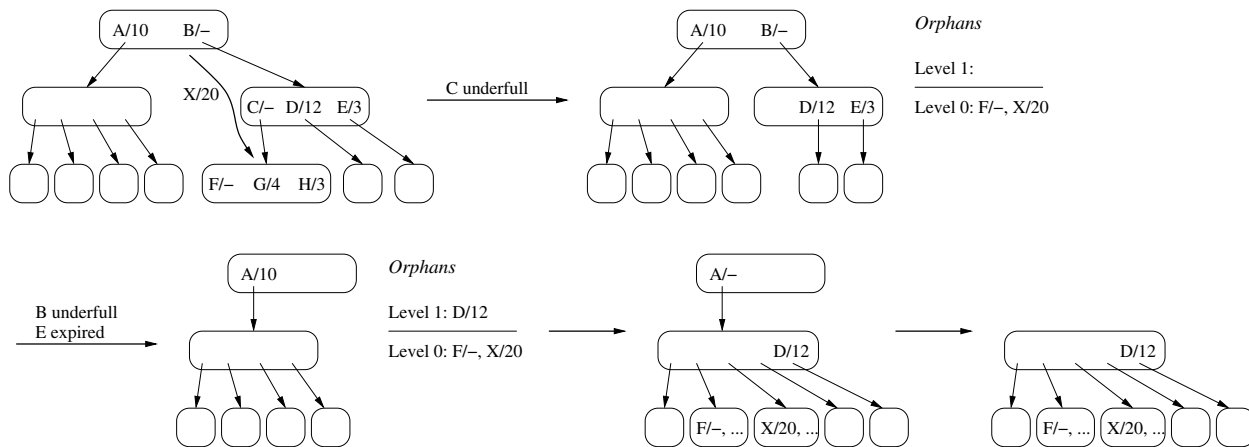 A/10 B/−
X/20
C/− D/12 E/3
F/− G/4 H/3
C underfull
A/10 B/−
D/12 E/3
Orphans
Level 1:
Level 0: F/−, X/20
B underfull
E expired
A/10
Orphans
Level 1: D/12
Level 0: F/−, X/20
A/−
D/12
F/−, ... X/20, ...
D/12
F/−, ... X/20, ...